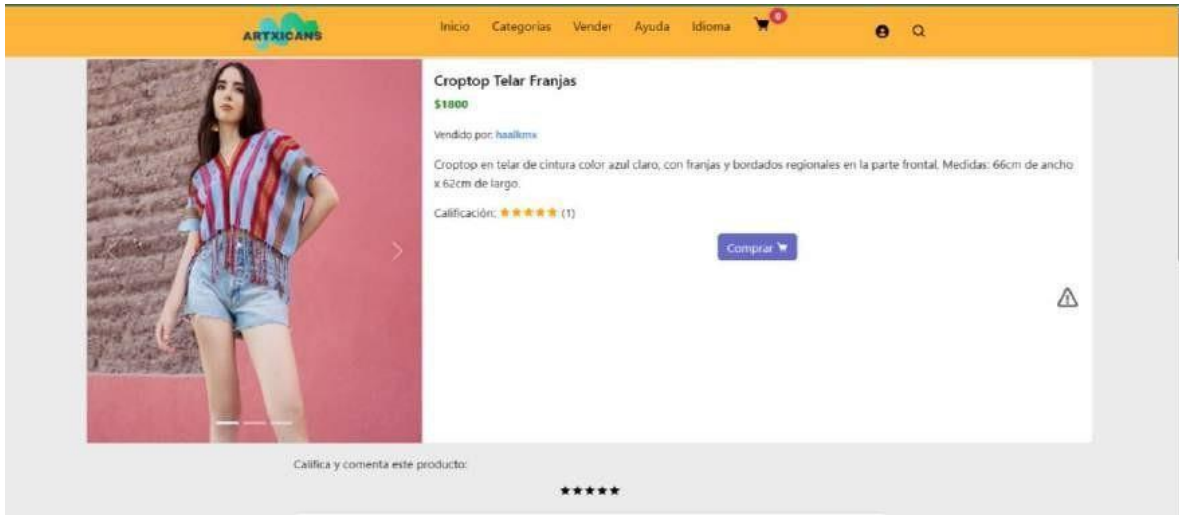 ARTXICANS
Inicio Categorías Vender Ayuda Idioma 0
Croptop Telar Franjas
$1800
Vendido por: haalkmx
Croptop en telar de cintura color azul claro, con franjas y bordados regionales en la parte frontal. Medidas: 66cm de ancho
x 62cm de largo.
Calificación: ★★★★★ (1)
Comprar
Califica y comenta este producto:
★★★★★